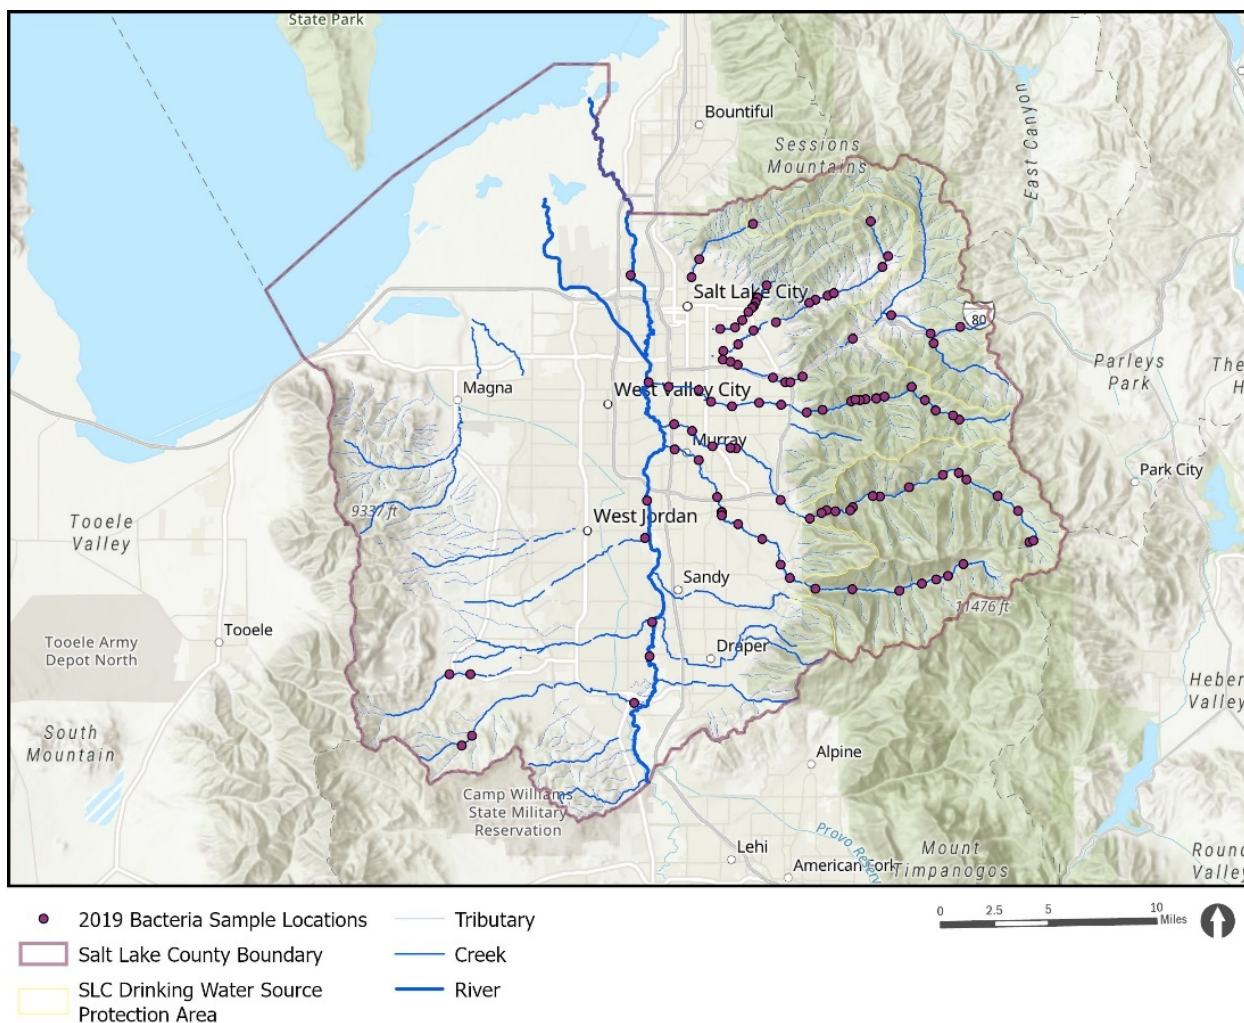 State Park
Bountiful
Sessions
Mountains
East Canyon
Salt Lake City
80
Parleys
Park
The
H
Magna
West Valley City
Murray
Park City
9337 ft
West Jordan
Tooele
Valley
Sandy
11476 ft
Tooele Army
Depot North
Tooele
Draper
Heber
Valley
South
Mountain
Alpine
Camp Williams
State Military
Reservation
Provo Reserv
Lehi
American Fork
Mount
Timpanogos
Roun
Valley
2019 Bacteria Sample Locations
Salt Lake County Boundary
SLC Drinking Water Source
Protection Area
Tributary
Creek
River
0 2.5 5 10
Miles